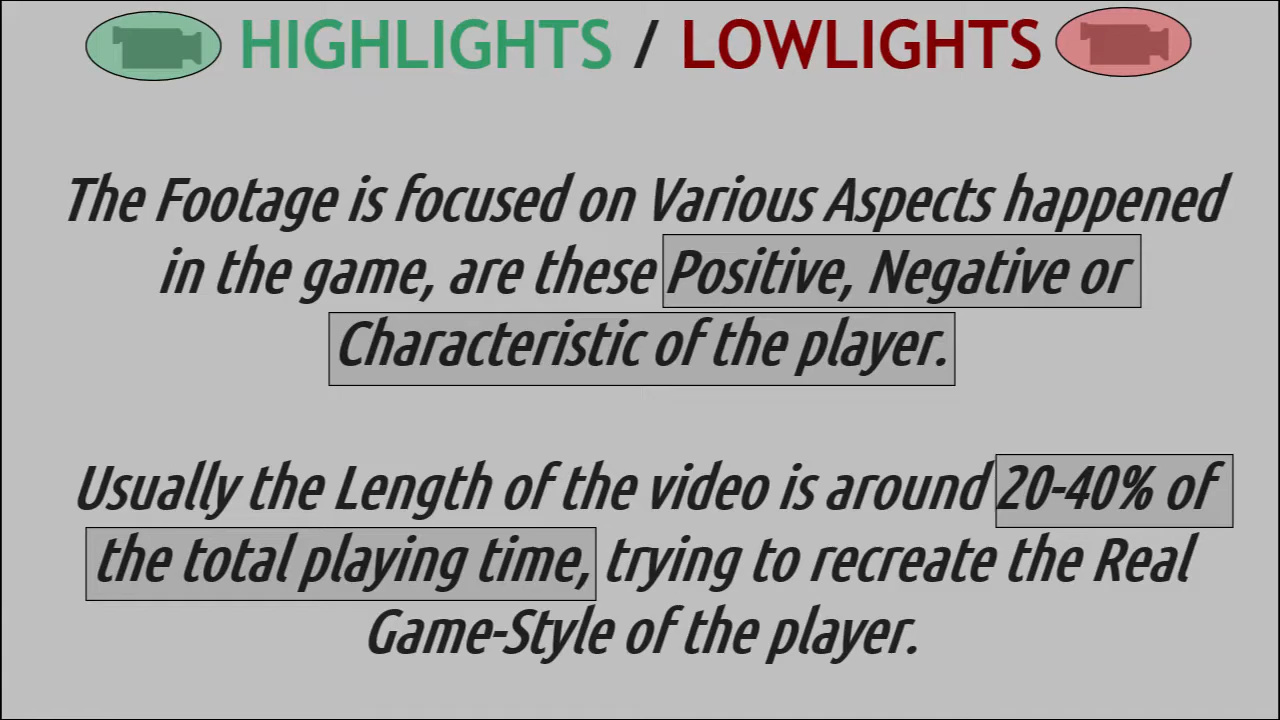 HIGHLIGHTS / LOWLIGHTS
The Footage is focused on Various Aspects happened
in the game, are these Positive, Negative or
Characteristic of the player.
Usually the Length of the video is around 20-40% of
the total playing time, trying to recreate the Real
Game-Style of the player.